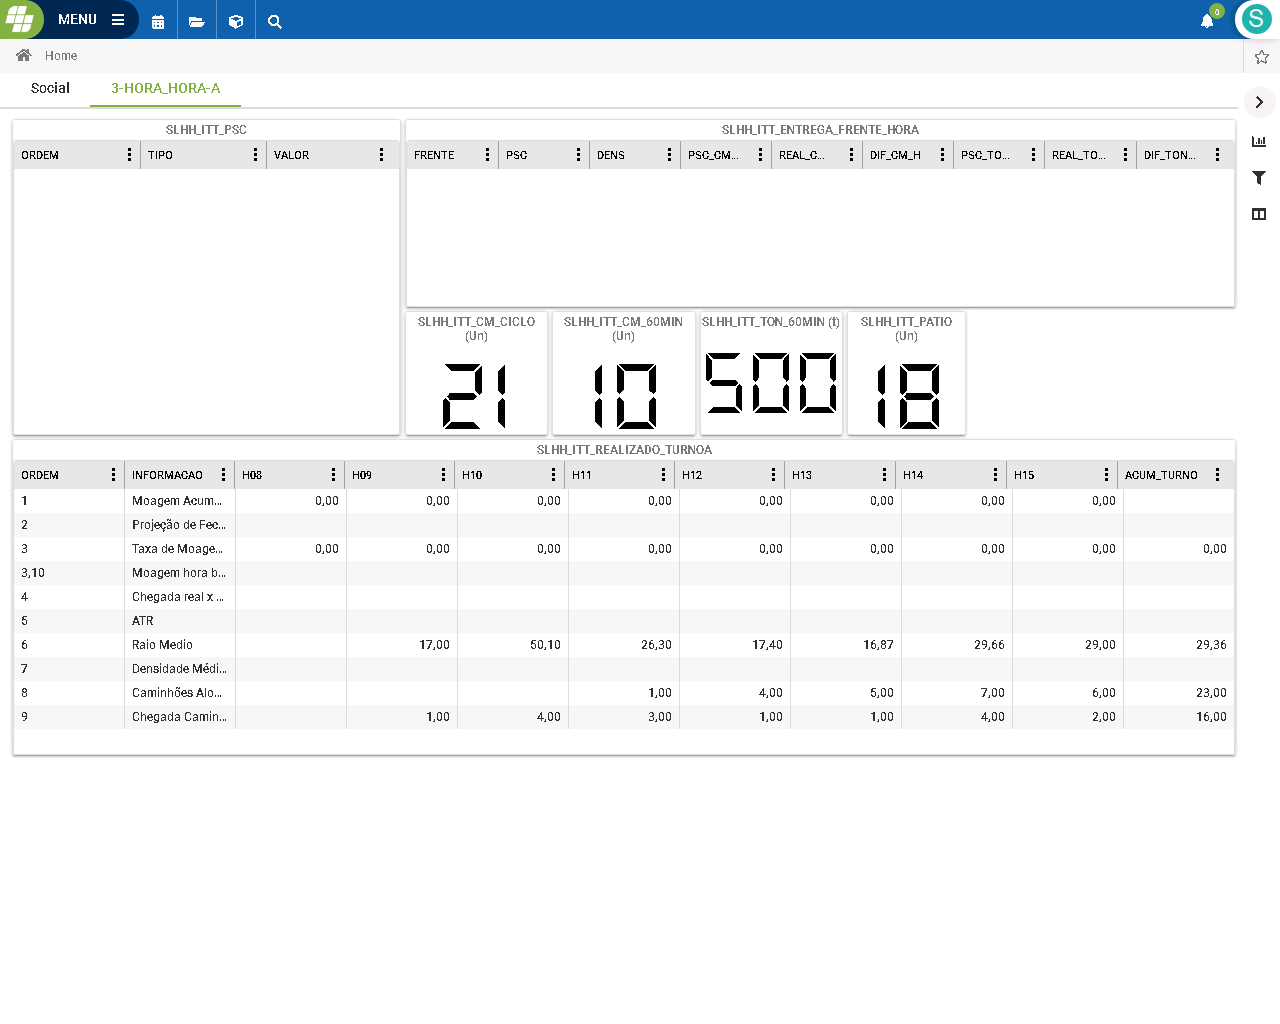 MENU
0
S
Home
Social
3-HORA_HORA-A
SLHH_ITT_PSC
ORDEM TIPO VALOR
SLHH_ITT_ENTREGA_FRENTE_HORA
FRENTE PSC DENS PSC_CM... REAL_C... DIF_CM_H PSC_TO... REAL_TO... DIF_TON...
SLHH_ITT_CM_CICLO
(Un)
21
SLHH_ITT_CM_60MIN
(Un)
10
SLHH_ITT_TON_60MIN (t)
500
SLHH_ITT_PATIO
(Un)
18
SLHH_ITT_REALIZADO_TURNOA
ORDEM INFORMACAO H08 H09 H10 H11 H12 H13 H14 H15 ACUM_TURNO
1 Moagem Acum... 0,00 0,00 0,00 0,00 0,00 0,00 0,00 0,00
2 Projeção de Fec...
3 Taxa de Moage... 0,00 0,00 0,00 0,00 0,00 0,00 0,00 0,00 0,00
3,10 Moagem hora b...
4 Chegada real x ...
5 ATR
6 Raio Medio 17,00 50,10 26,30 17,40 16,87 29,66 29,00 29,36
7 Densidade Médi...
8 Caminhões Alo... 1,00 4,00 5,00 7,00 6,00 23,00
9 Chegada Camin... 1,00 4,00 3,00 1,00 1,00 4,00 2,00 16,00